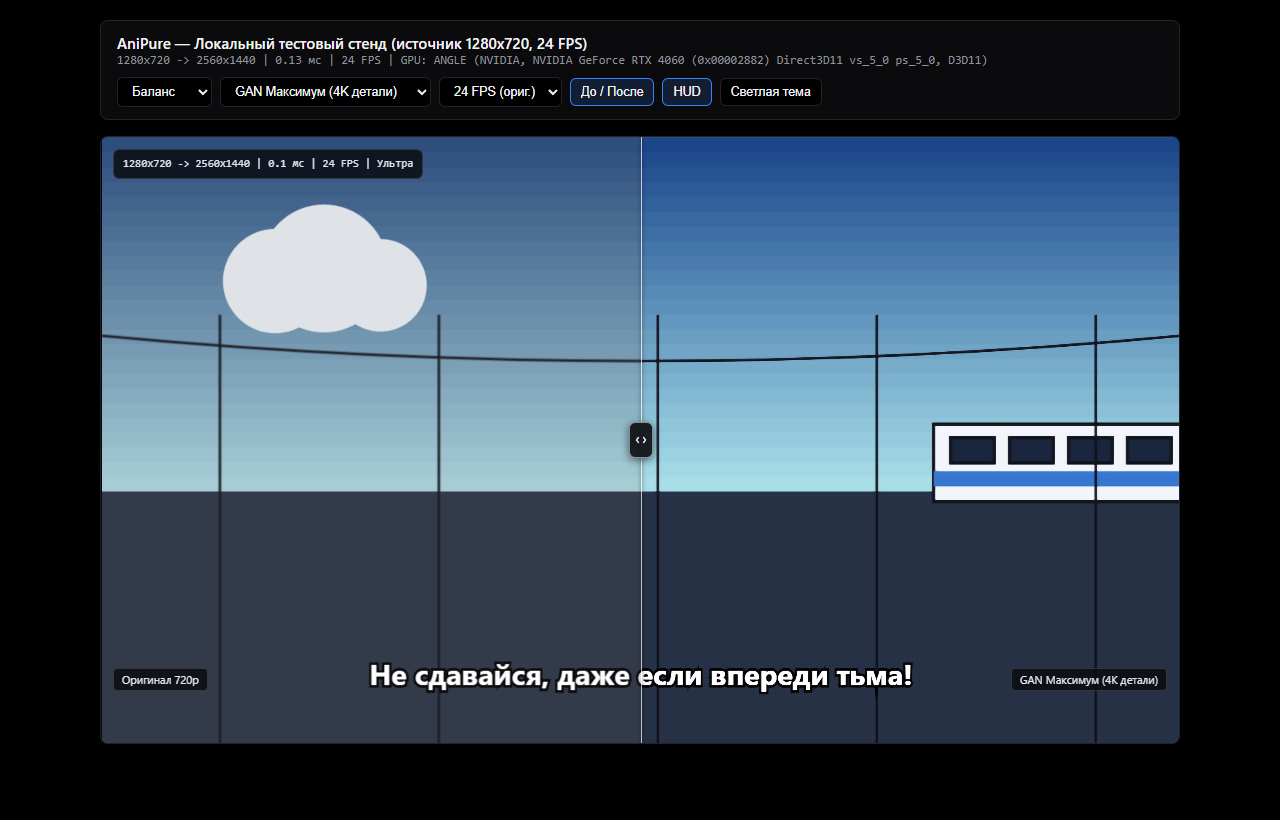 AniPure — Локальный тестовый стенд (источник 1280x720, 24 FPS)
1280x720 -> 2560x1440 | 0.13 мс | 24 FPS | GPU: ANGLE (NVIDIA, NVIDIA GeForce RTX 4060 (0x00002882) Direct3D11 vs_5_0 ps_5_0, D3D11)
Баланс GAN Максимум (4K детали) 24 FPS (ориг.) До / После HUD Светлая тема
1280x720 -> 2560x1440 | 0.1 мс | 24 FPS | Ультра
Не сдавайся, даже если впереди тьма!
Оригинал 720p
GAN Максимум (4K детали)